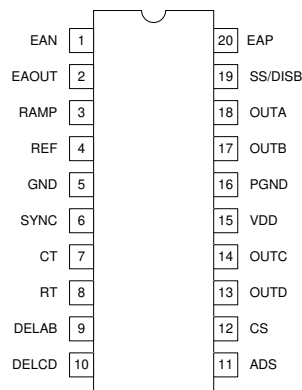 EAN 1 20 EAP
EAOUT 2 19 SS/DISB
RAMP 3 18 OUTA
REF 4 17 OUTB
GND 5 16 PGND
SYNC 6 15 VDD
CT 7 14 OUTC
RT 8 13 OUTD
DELAB 9 12 CS
DELCD 10 11 ADS